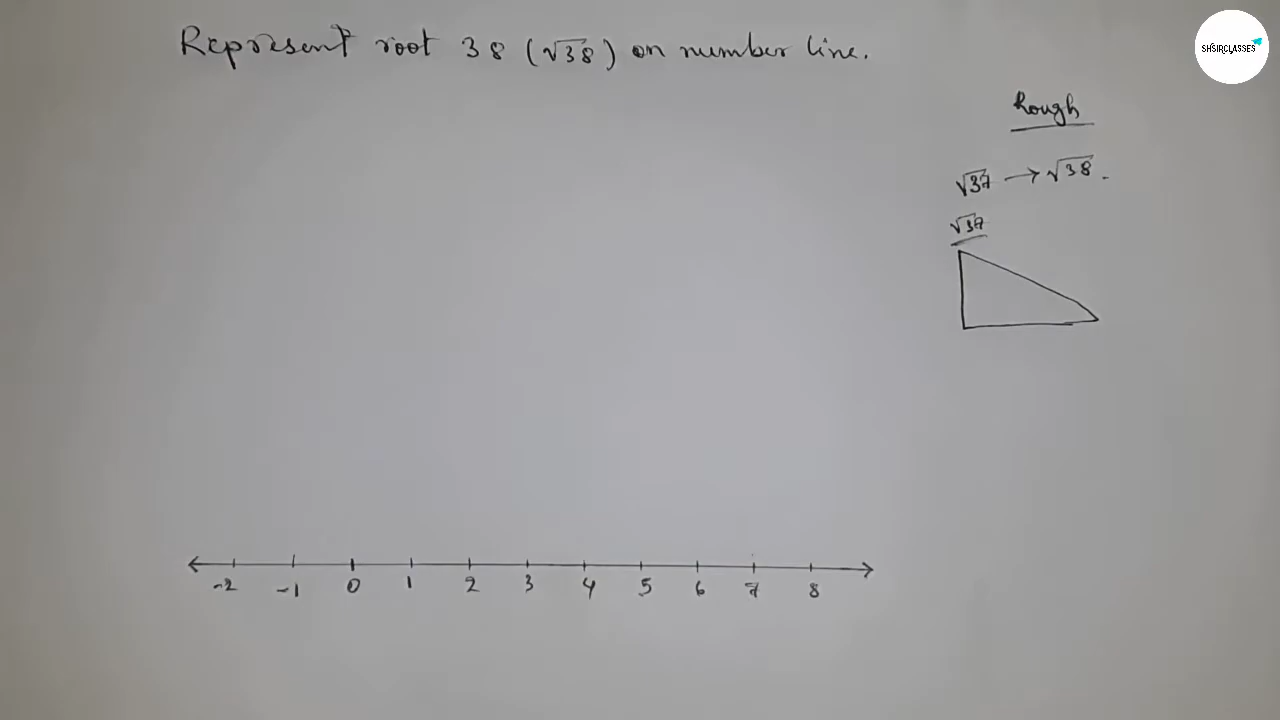 Represent root 38 (√38) on number line.
SHSIRCLASSES
Rough
√37 → √38.
√37
-2 -1 0 1 2 3 4 5 6 7 8